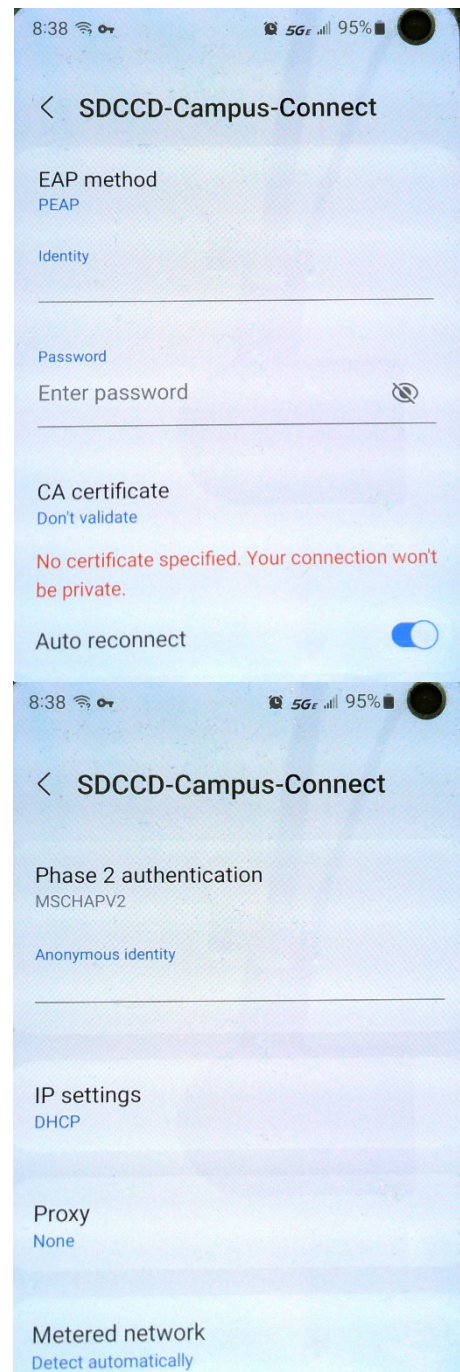 8:38 5GE 95%
SDCCD-Campus-Connect
EAP method
PEAP
Identity
Password
Enter password
CA certificate
Don't validate
No certificate specified. Your connection won't
be private.
Auto reconnect
8:38 5GE 95%
SDCCD-Campus-Connect
Phase 2 authentication
MSCHAPV2
Anonymous identity
IP settings
DHCP
Proxy
None
Metered network
Detect automatically